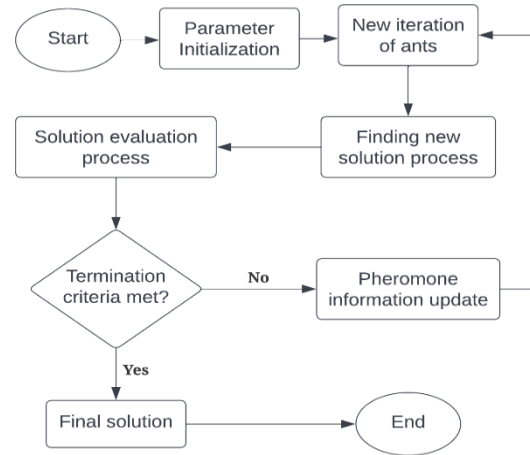 Start
Parameter
Initialization
New iteration
of ants
Solution evaluation
process
Finding new
solution process
Termination
criteria met?
No
Pheromone
information update
Yes
Final solution
End